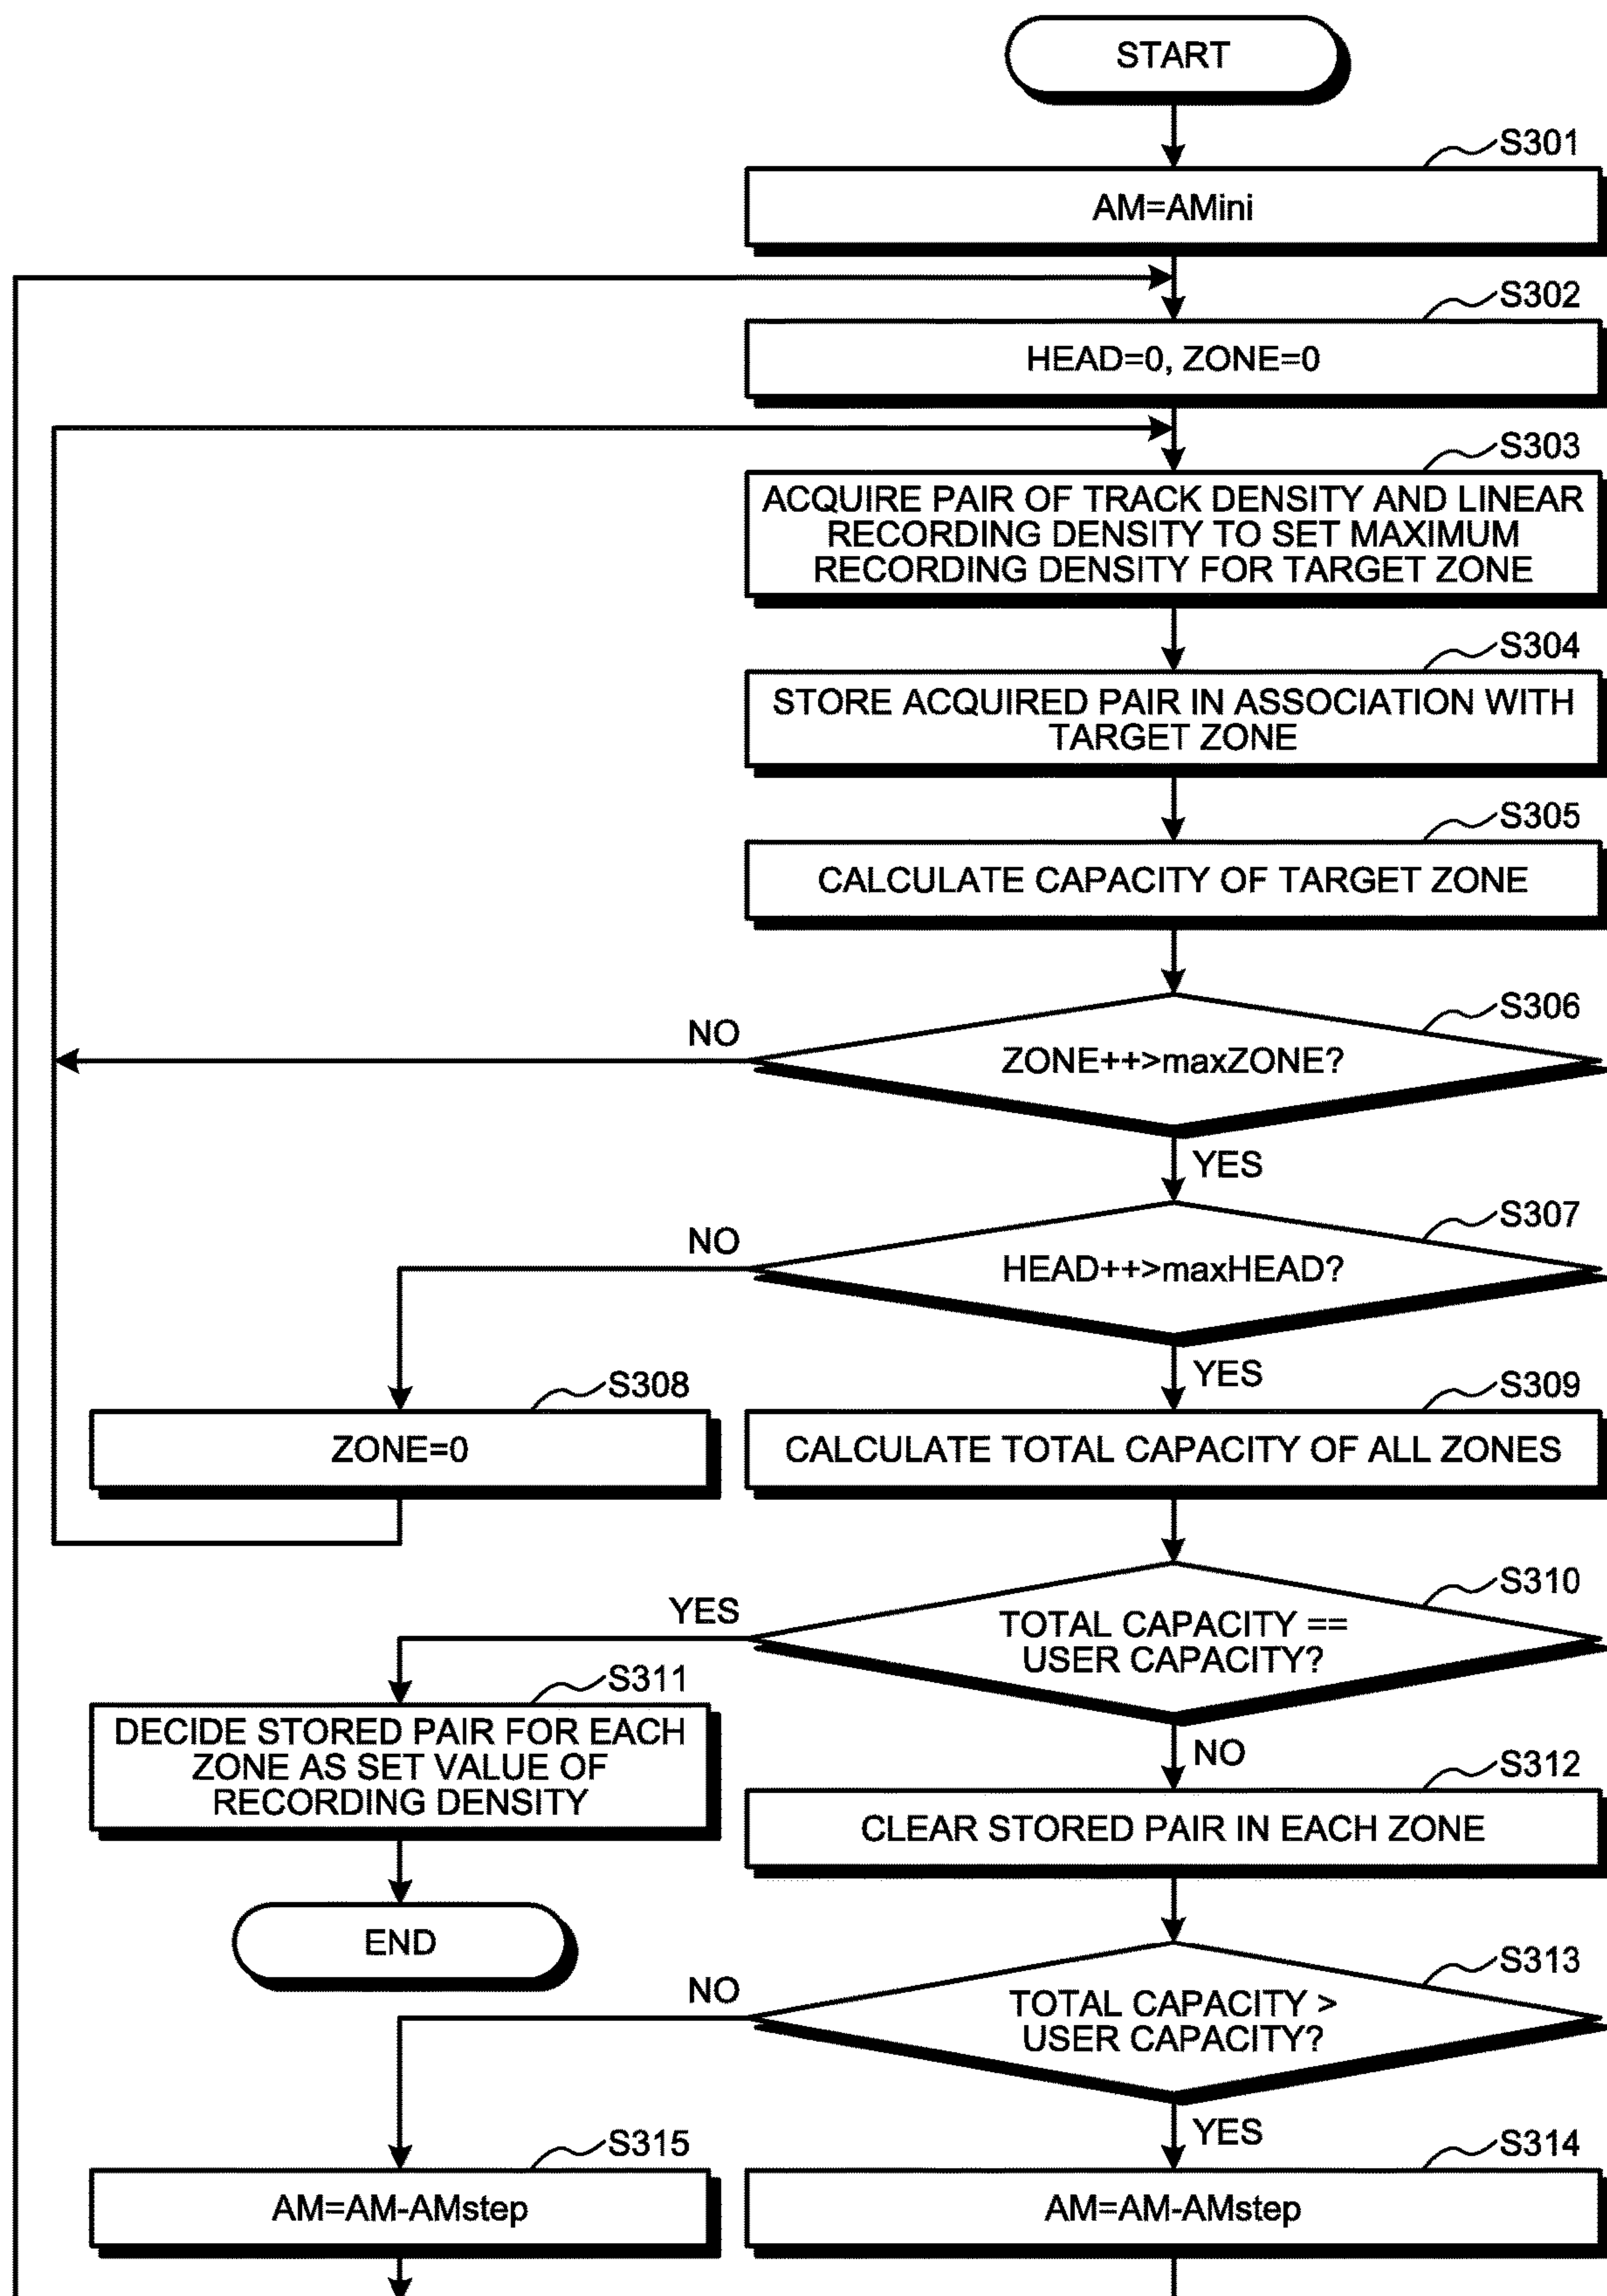 START
S301
AM=AMini
S302
HEAD=0, ZONE=0
S303
ACQUIRE PAIR OF TRACK DENSITY AND LINEAR
RECORDING DENSITY TO SET MAXIMUM
RECORDING DENSITY FOR TARGET ZONE
S304
STORE ACQUIRED PAIR IN ASSOCIATION WITH
TARGET ZONE
S305
CALCULATE CAPACITY OF TARGET ZONE
S306
NO
ZONE++>maxZONE?
YES
S307
NO
HEAD++>maxHEAD?
YES
S308
ZONE=0
S309
CALCULATE TOTAL CAPACITY OF ALL ZONES
S310
YES
TOTAL CAPACITY ==
USER CAPACITY?
NO
S311
DECIDE STORED PAIR FOR EACH
ZONE AS SET VALUE OF
RECORDING DENSITY
END
S312
CLEAR STORED PAIR IN EACH ZONE
S313
NO
TOTAL CAPACITY >
USER CAPACITY?
YES
S315
AM=AM-AMstep
S314
AM=AM-AMstep